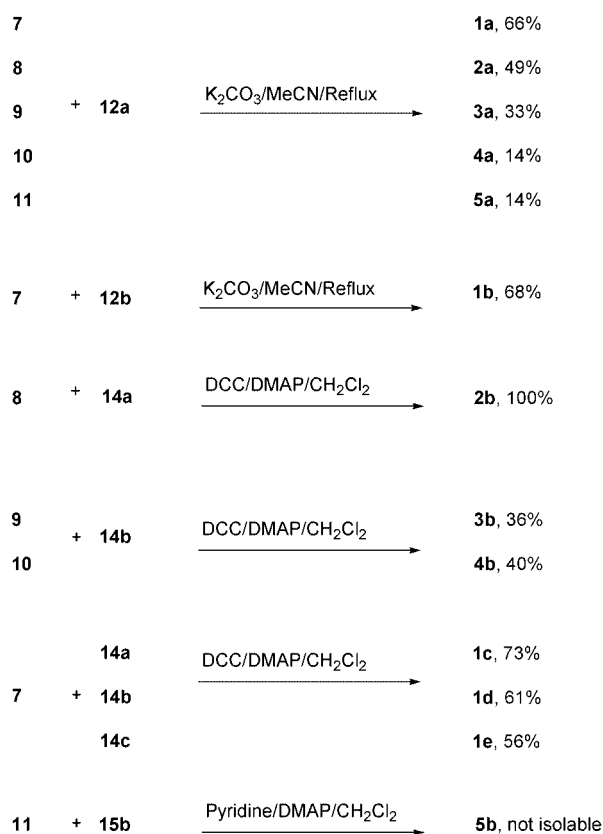 7 1a, 66%
8 2a, 49%
9 + 12a K₂CO₃/MeCN/Reflux 3a, 33%
10 4a, 14%
11 5a, 14%
7 + 12b K₂CO₃/MeCN/Reflux 1b, 68%
8 + 14a DCC/DMAP/CH₂Cl₂ 2b, 100%
9 + 14b DCC/DMAP/CH₂Cl₂ 3b, 36%
10 4b, 40%
14a DCC/DMAP/CH₂Cl₂ 1c, 73%
7 + 14b 1d, 61%
14c 1e, 56%
11 + 15b Pyridine/DMAP/CH₂Cl₂ 5b, not isolable